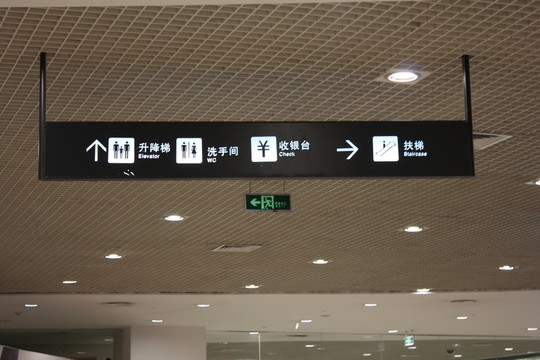 升降梯
Elevator
洗手间
WC
¥
收银台
Check
扶梯
Staircase